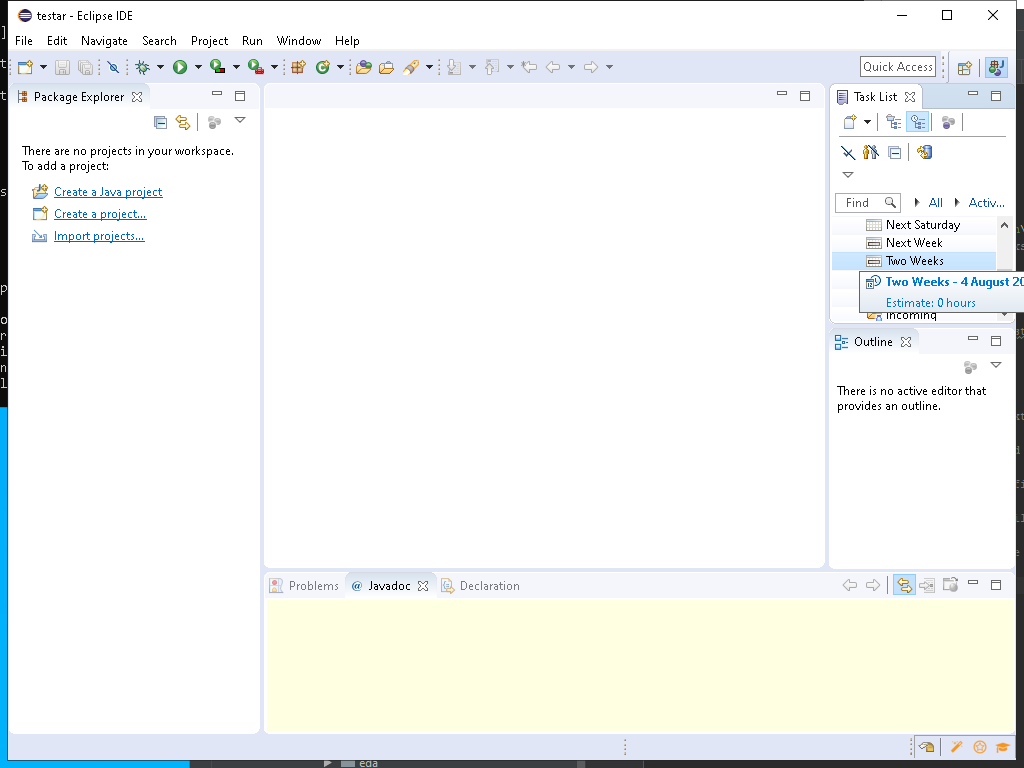 testar - Eclipse IDE
File Edit Navigate Search Project Run Window Help
Quick Access
Package Explorer
There are no projects in your workspace.
To add a project:
Create a Java project
Create a project...
Import projects...
Task List
Find All Activ...
Next Saturday
Next Week
Two Weeks
Two Weeks - 4 August 20
Estimate: 0 hours
Incoming
Outline
There is no active editor that
provides an outline.
Problems @ Javadoc Declaration
eda